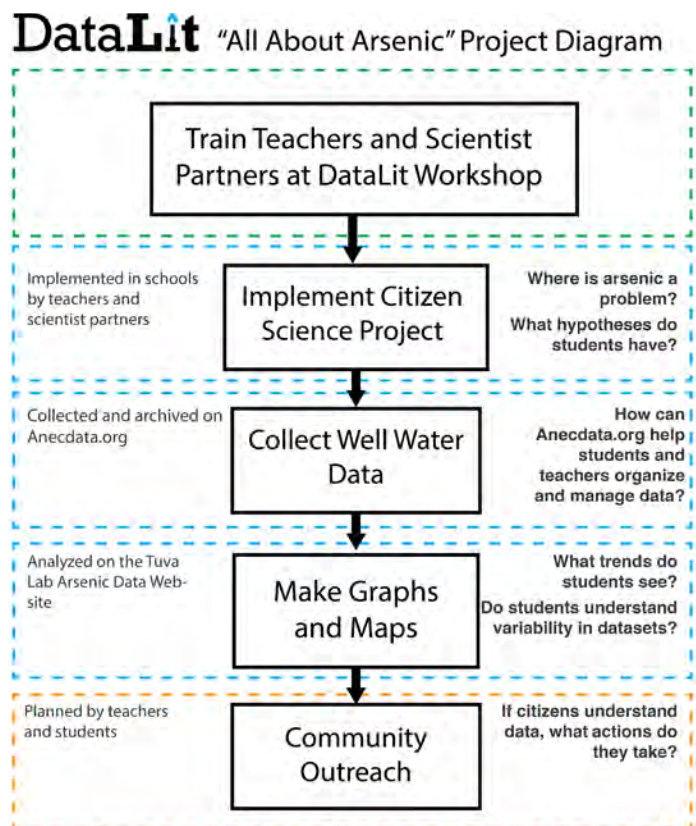 DataLit "All About Arsenic" Project Diagram
Train Teachers and Scientist
Partners at DataLit Workshop
Implemented in schools
by teachers and
scientist partners
Implement Citizen
Science Project
Where is arsenic a
problem?
What hypotheses do
students have?
Collected and archived on
Anecdata.org
Collect Well Water
Data
How can
Anecdata.org help
students and
teachers organize
and manage data?
Analyzed on the Tuva
Lab Arsenic Data Web-
site
Make Graphs
and Maps
What trends do
students see?
Do students understand
variability in datasets?
Planned by teachers
and students
Community
Outreach
If citizens understand
data, what actions do
they take?